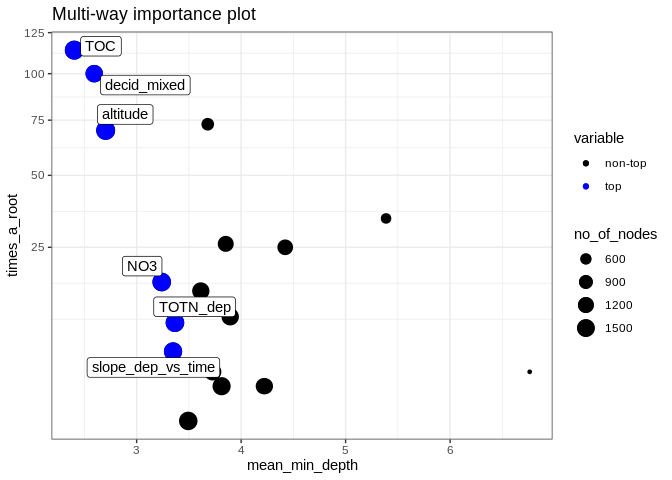 Multi-way importance plot
125
100
75
50
25
times_a_root
TOC
decid_mixed
altitude
NO3
TOTN_dep
slope_dep_vs_time
3
4
5
6
mean_min_depth
variable
non-top
top
no_of_nodes
600
900
1200
1500